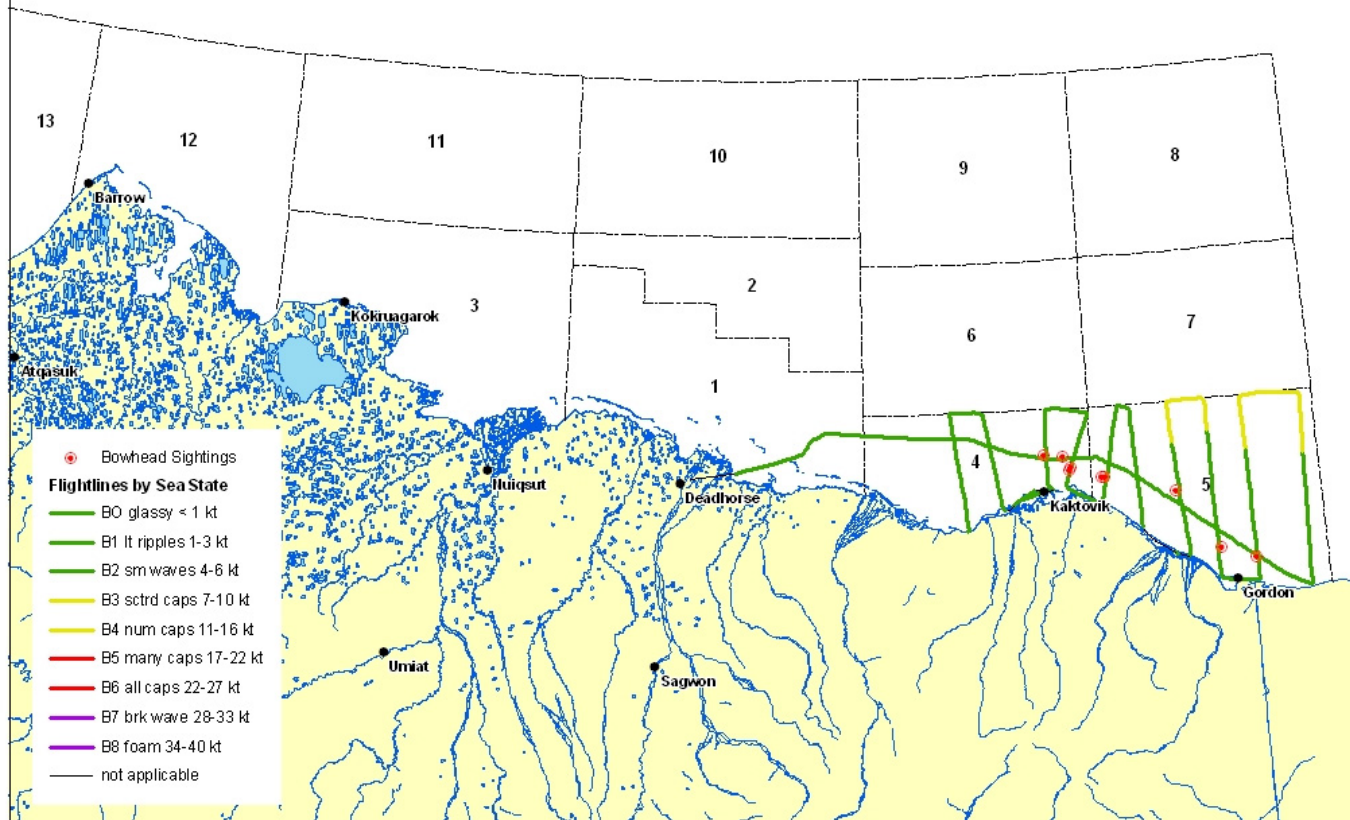 13
12
11
10
9
8
Barrow
2
3
Kokruagarok
6
7
Atqasuk
1
Bowhead Sightings
Flightlines by Sea State
B0 glassy < 1 kt
B1 lt ripples 1-3 kt
B2 sm waves 4-6 kt
B3 sctrd caps 7-10 kt
B4 num caps 11-16 kt
B5 many caps 17-22 kt
B6 all caps 22-27 kt
B7 brk wave 28-33 kt
B8 foam 34-40 kt
not applicable
Nuiqsut
Deadhorse
4
Kaktovik
5
Gordon
Umiat
Sagwon